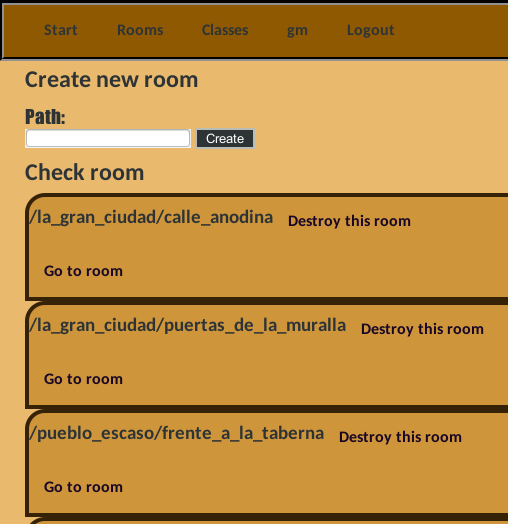 Start Rooms Classes gm Logout
Create new room
Path:
Create
Check room
/la_gran_ciudad/calle_anodina Destroy this room
Go to room
/la_gran_ciudad/puertas_de_la_muralla Destroy this room
Go to room
/pueblo_escaso/frente_a_la_taberna Destroy this room
Go to room